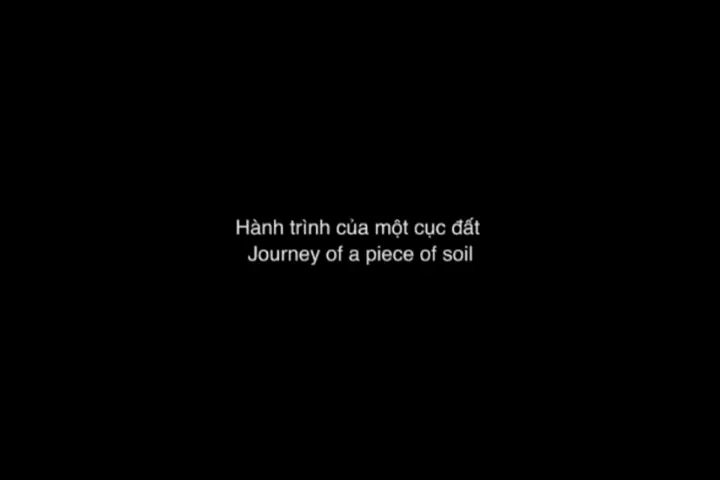 Hành trình của một cục đất
Journey of a piece of soil